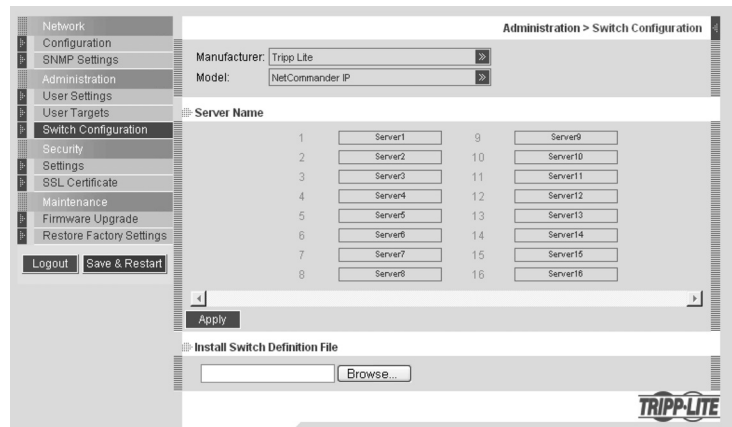 Network
Configuration
SNMP Settings
Administration
User Settings
User Targets
Switch Configuration
Security
Settings
SSL Certificate
Maintenance
Firmware Upgrade
Restore Factory Settings
Logout Save & Restart
Administration > Switch Configuration
Manufacturer: Tripp Lite
Model: NetCommander IP
Server Name
1 Server1 9 Server9
2 Server2 10 Server10
3 Server3 11 Server11
4 Server4 12 Server12
5 Server5 13 Server13
6 Server6 14 Server14
7 Server7 15 Server15
8 Server8 16 Server16
Apply
Install Switch Definition File
Browse...
TRIPP·LITE